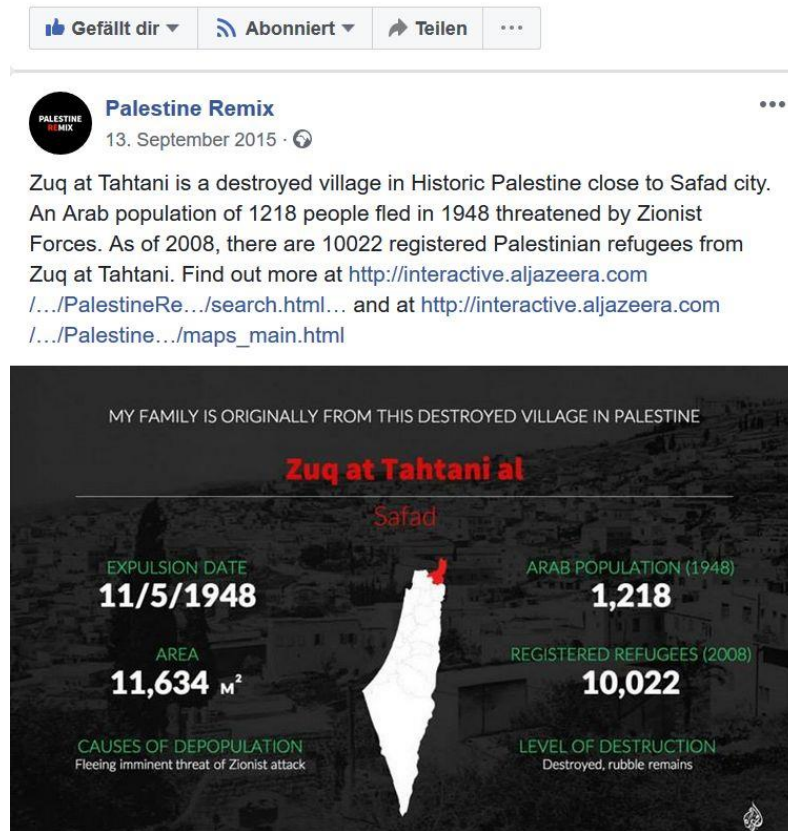 Gefällt dir Abonniert Teilen
PALESTINE
REMIX
Palestine Remix
13. September 2015 ·
Zuq at Tahtani is a destroyed village in Historic Palestine close to Safad city.
An Arab population of 1218 people fled in 1948 threatened by Zionist
Forces. As of 2008, there are 10022 registered Palestinian refugees from
Zuq at Tahtani. Find out more at http://interactive.aljazeera.com
/…/PalestineRe…/search.html… and at http://interactive.aljazeera.com
/…/Palestine…/maps_main.html
MY FAMILY IS ORIGINALLY FROM THIS DESTROYED VILLAGE IN PALESTINE
Zuq at Tahtani al
Safad
EXPULSION DATE
11/5/1948
AREA
11,634 M²
CAUSES OF DEPOPULATION
Fleeing imminent threat of Zionist attack
ARAB POPULATION (1948)
1,218
REGISTERED REFUGEES (2008)
10,022
LEVEL OF DESTRUCTION
Destroyed, rubble remains